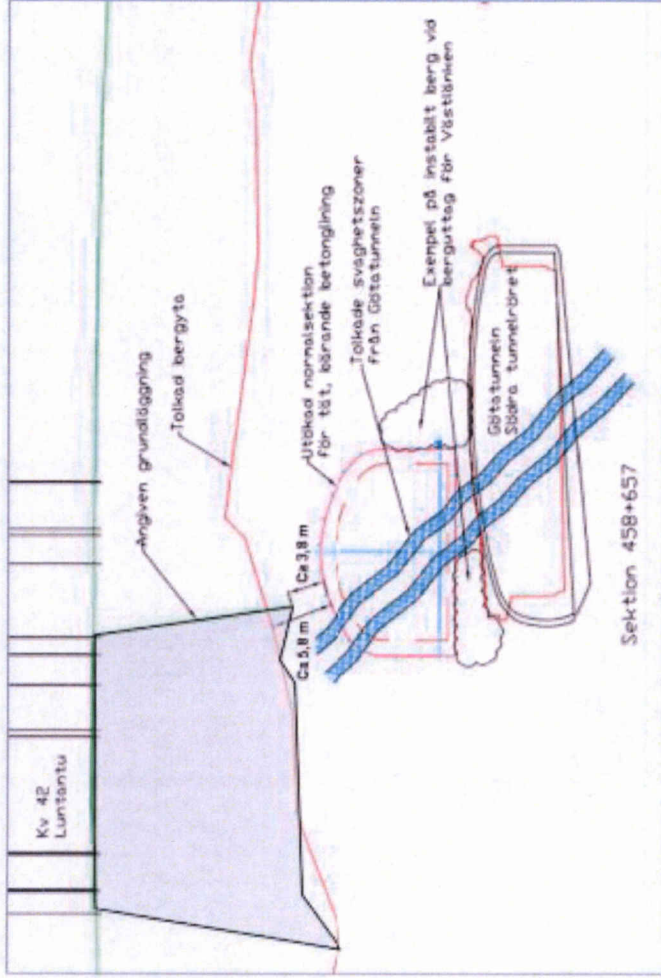 Kv 42
Luntantu
Angiven grundläggning
Tolkad bergyta
Utökad normalsektion
för tät, bärande betonglining
Tolkade svaghetszoner
från Götatunneln
Exempel på instabilt berg vid
berguttag för Västlänken
Ca 5,8 m
Ca 3,8 m
Götatunneln
Södra tunnelröret
Sektion 458+657